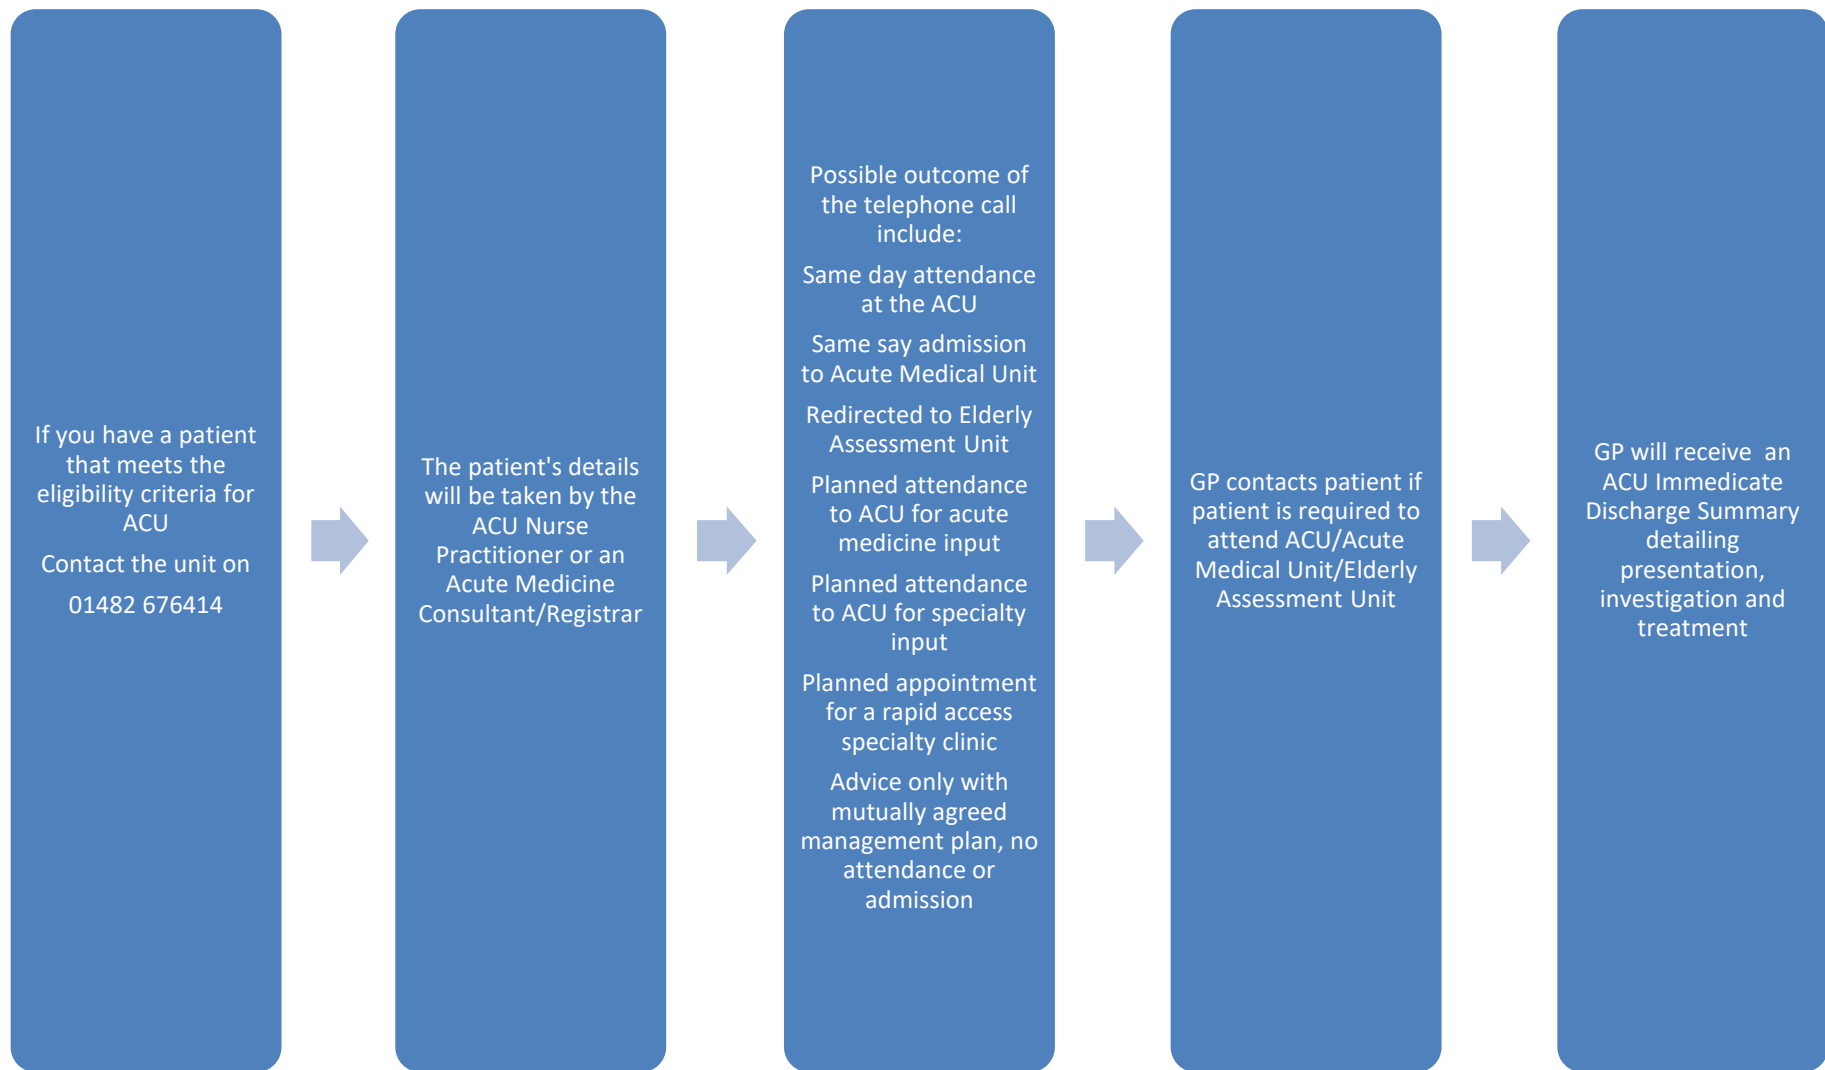 If you have a patient
that meets the
eligibility criteria for
ACU
Contact the unit on
01482 676414
The patient's details
will be taken by the
ACU Nurse
Practitioner or an
Acute Medicine
Consultant/Registrar
Possible outcome of
the telephone call
include:
Same day attendance
at the ACU
Same say admission
to Acute Medical Unit
Redirected to Elderly
Assessment Unit
Planned attendance
to ACU for acute
medicine input
Planned attendance
to ACU for specialty
input
Planned appointment
for a rapid access
specialty clinic
Advice only with
mutually agreed
management plan, no
attendance or
admission
GP contacts patient if
patient is required to
attend ACU/Acute
Medical Unit/Elderly
Assessment Unit
GP will receive  an
ACU Immedicate
Discharge Summary
detailing
presentation,
investigation and
treatment